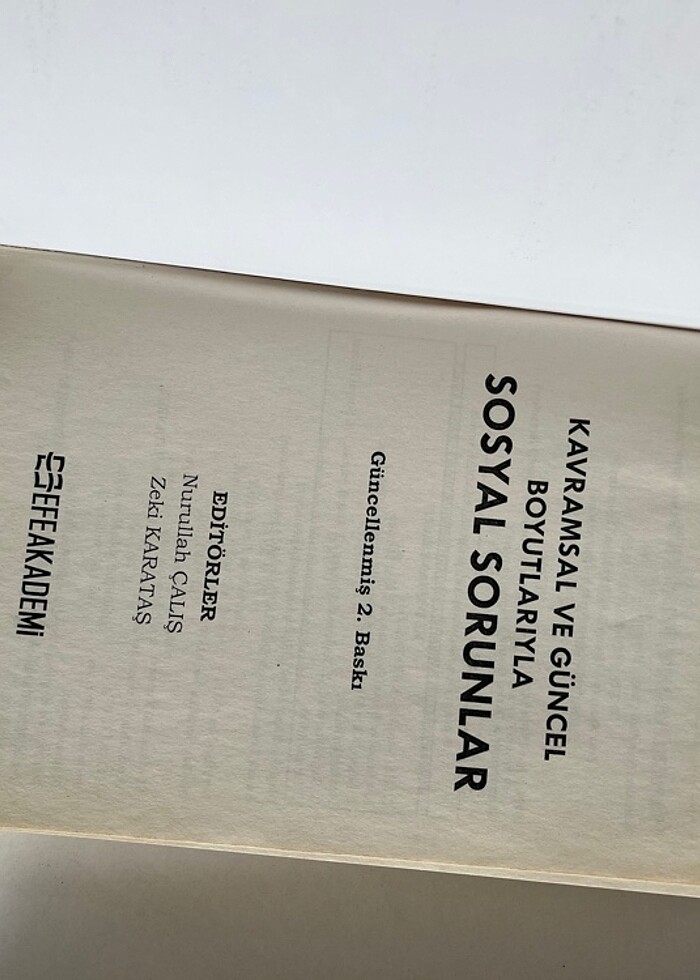 KAVRAMSAL VE GÜNCEL
BOYUTLARIYLA
SOSYAL SORUNLAR
Güncellenmiş 2. Baskı
EDİTÖRLER
Nurullah ÇALIŞ
Zeki KARATAŞ
EFEAKADEMİ